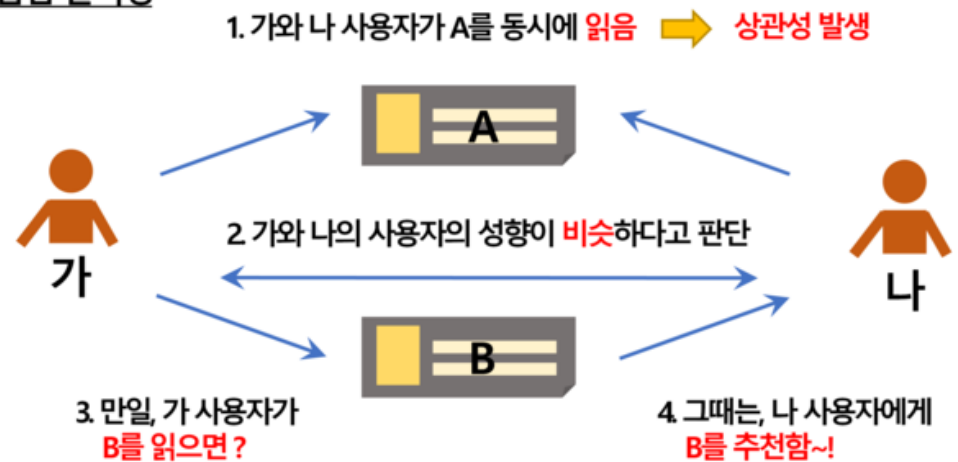 1. 가와 나 사용자가 A를 동시에 읽음 상관성 발생
A
가
2. 가와 나의 사용자의 성향이 비슷하다고 판단
나
B
3. 만일, 가 사용자가
B를 읽으면?
4. 그때는, 나 사용자에게
B를 추천함~!